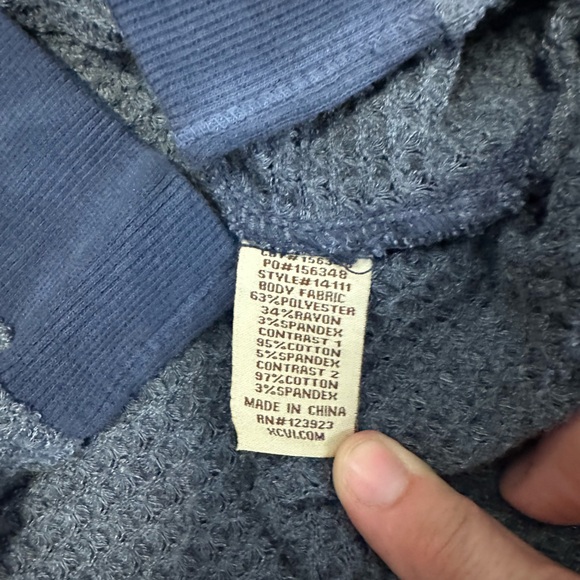 PO#156348
STYLE#14111
BODY FABRIC
63%POLYESTER
34%RAYON
3%SPANDEX
CONTRAST 1
95%COTTON
5%SPANDEX
CONTRAST 2
97%COTTON
3%SPANDEX
MADE IN CHINA
RN#123923
XCVI.COM